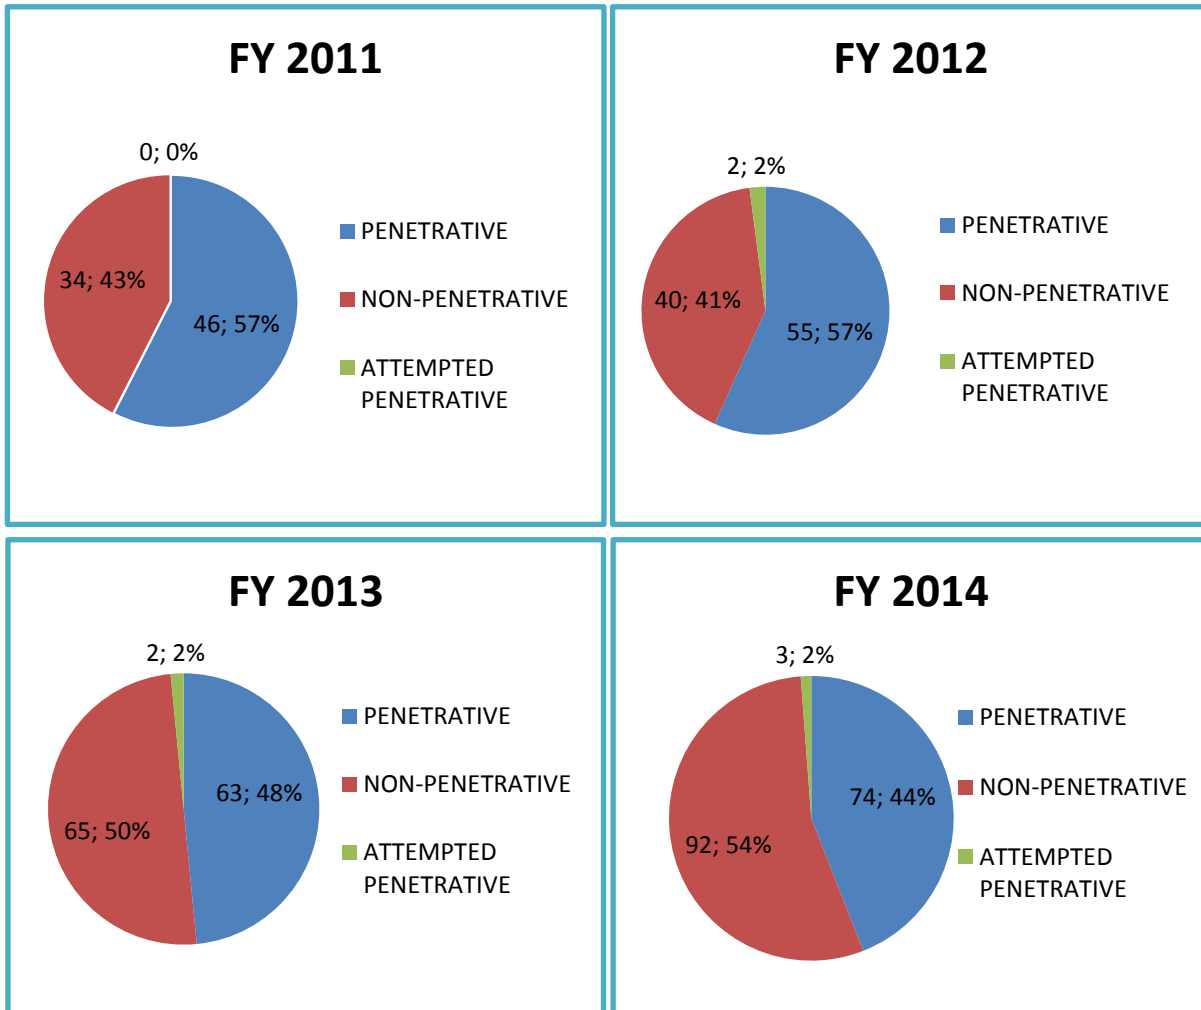 FY 2011
0; 0%
34; 43%
46; 57%
PENETRATIVE
NON-PENETRATIVE
ATTEMPTED
PENETRATIVE
FY 2012
2; 2%
40; 41%
55; 57%
PENETRATIVE
NON-PENETRATIVE
ATTEMPTED
PENETRATIVE
FY 2013
2; 2%
65; 50%
63; 48%
PENETRATIVE
NON-PENETRATIVE
ATTEMPTED
PENETRATIVE
FY 2014
3; 2%
92; 54%
74; 44%
PENETRATIVE
NON-PENETRATIVE
ATTEMPTED
PENETRATIVE